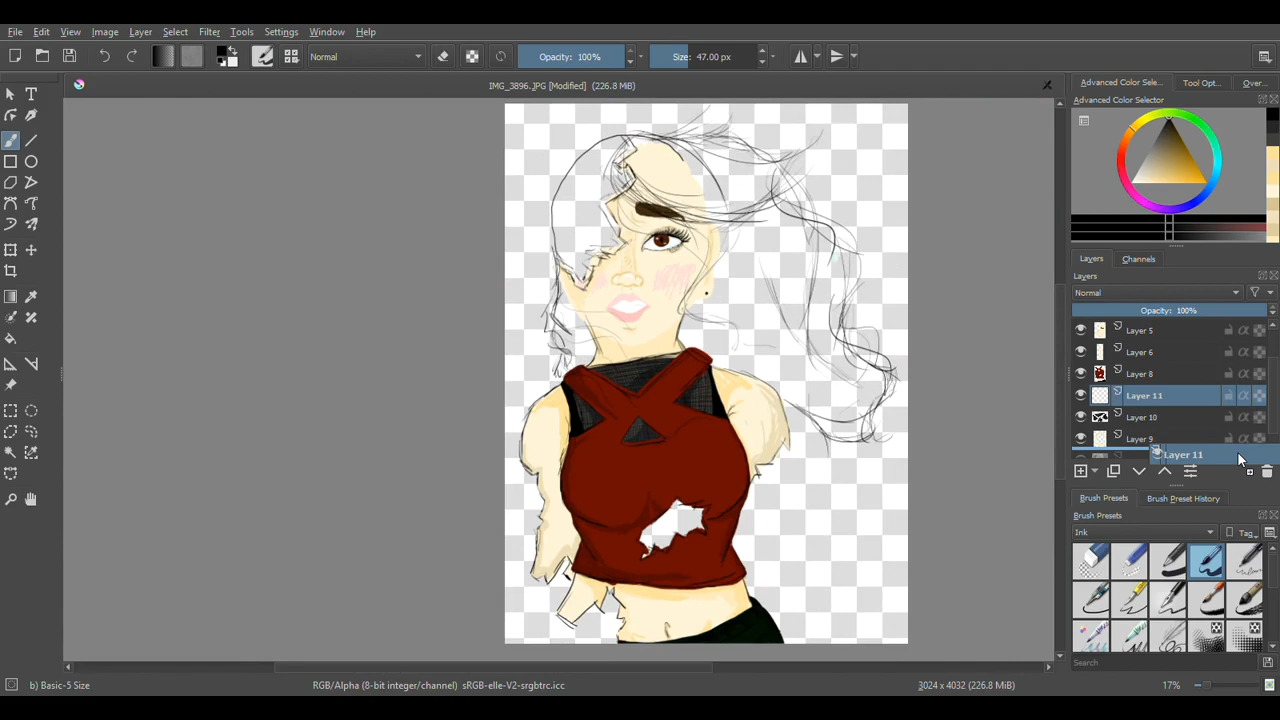 File Edit View Image Layer Select Filter Tools Settings Window Help
Normal Opacity: 100% Size: 47.00 px
IMG_3896.JPG [Modified] (226.8 MiB)
Advanced Color Sele... Tool Opt... Over...
Advanced Color Selector
Layers Channels
Layers
Normal
Opacity: 100%
Layer 5
Layer 6
Layer 8
Layer 11
Layer 10
Layer 9
Layer 11
Brush Presets Brush Preset History
Brush Presets
Ink Tag
Search
b) Basic-5 Size RGB/Alpha (8-bit integer/channel) sRGB-elle-V2-srgbtrc.icc 3024 x 4032 (226.8 MiB) 17%